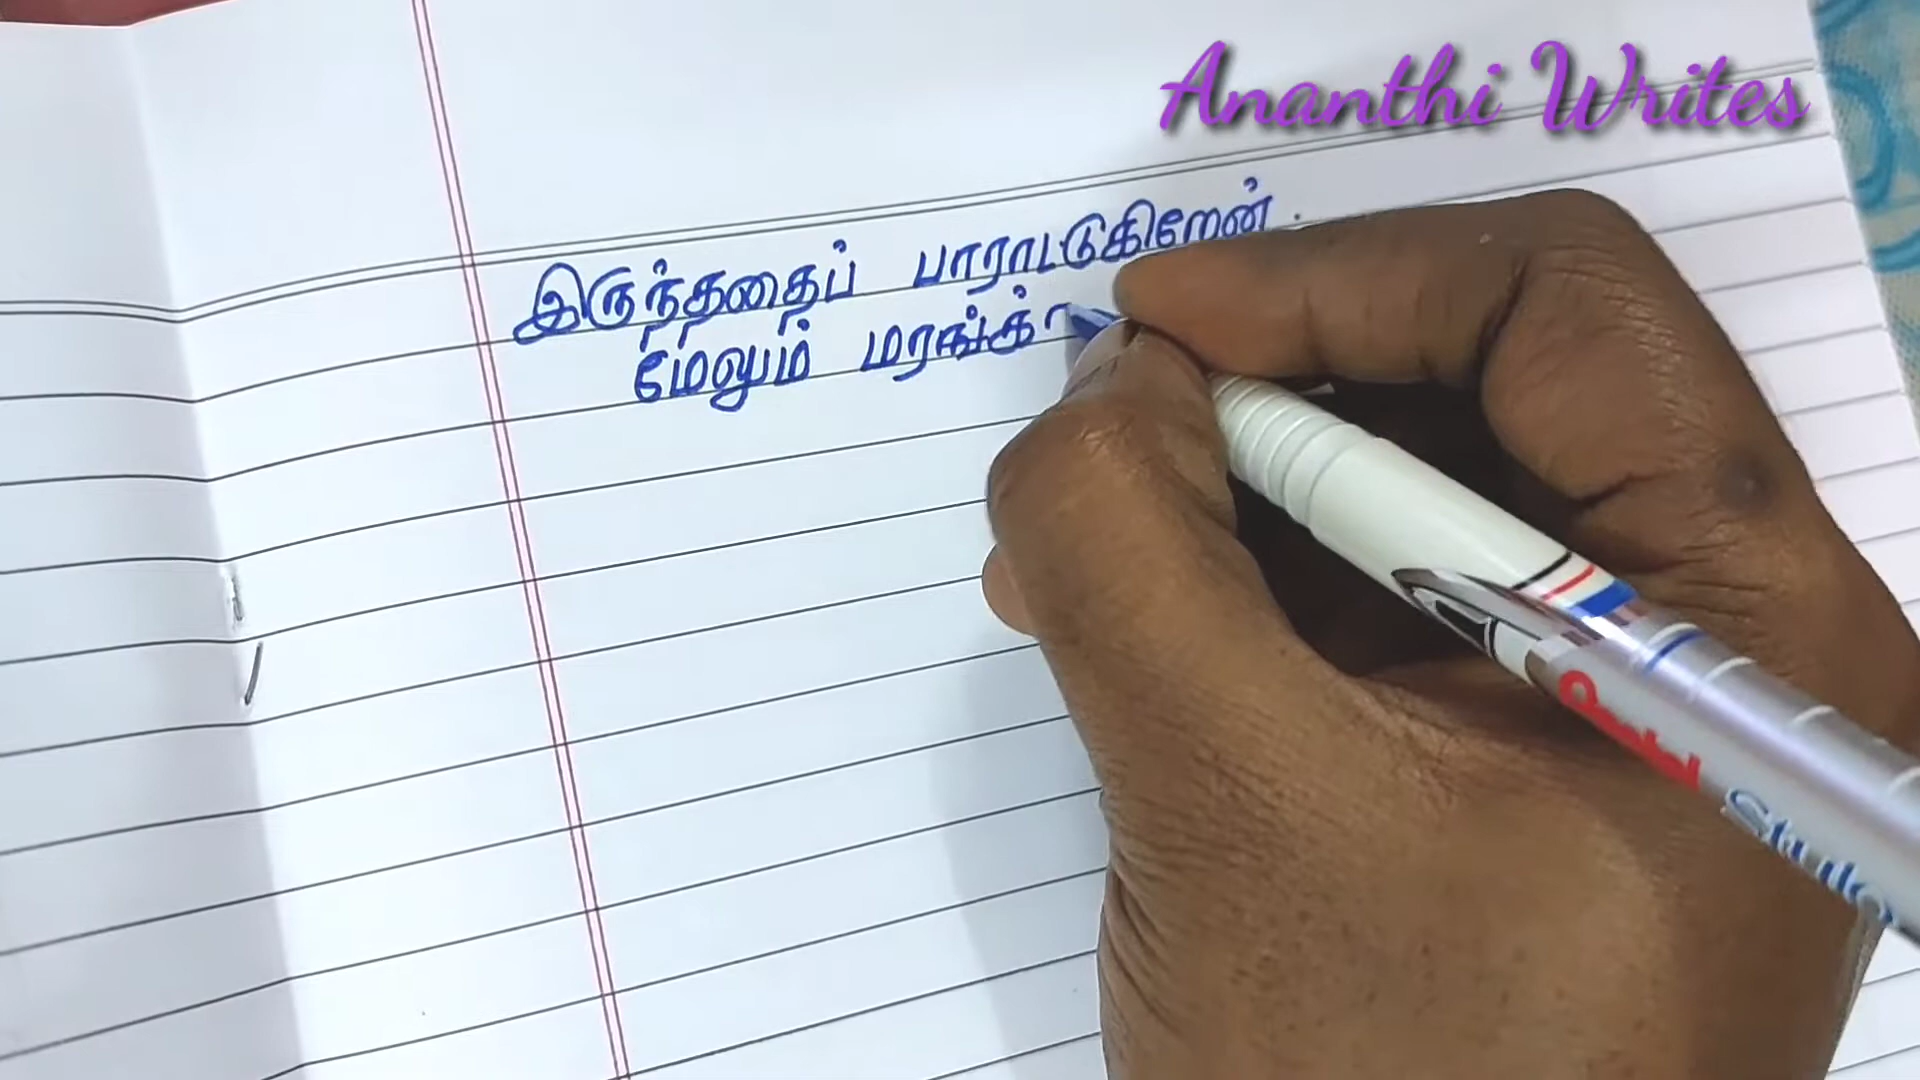 Ananthi Writes
இருந்ததைப் பாராட்டுகிறேன்.
மேலும்